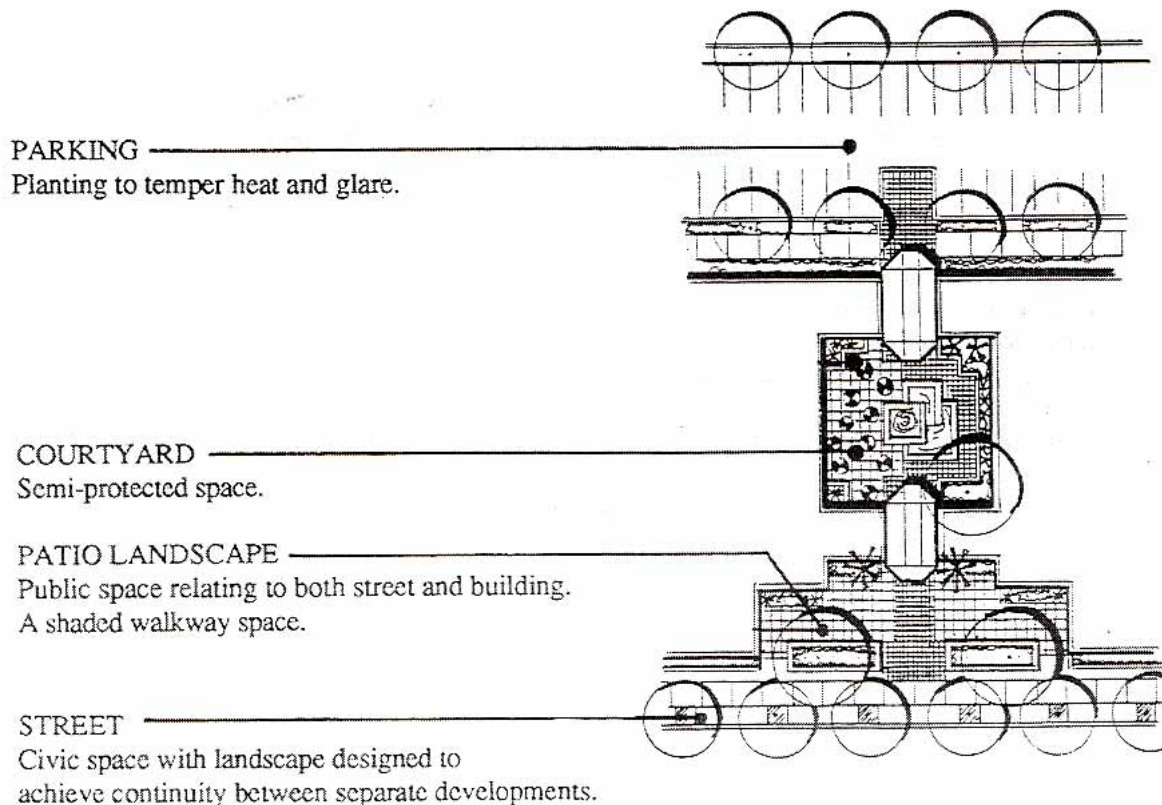 PARKING
Planting to temper heat and glare.
COURTYARD
Semi-protected space.
PATIO LANDSCAPE
Public space relating to both street and building.
A shaded walkway space.
STREET
Civic space with landscape designed to
achieve continuity between separate developments.